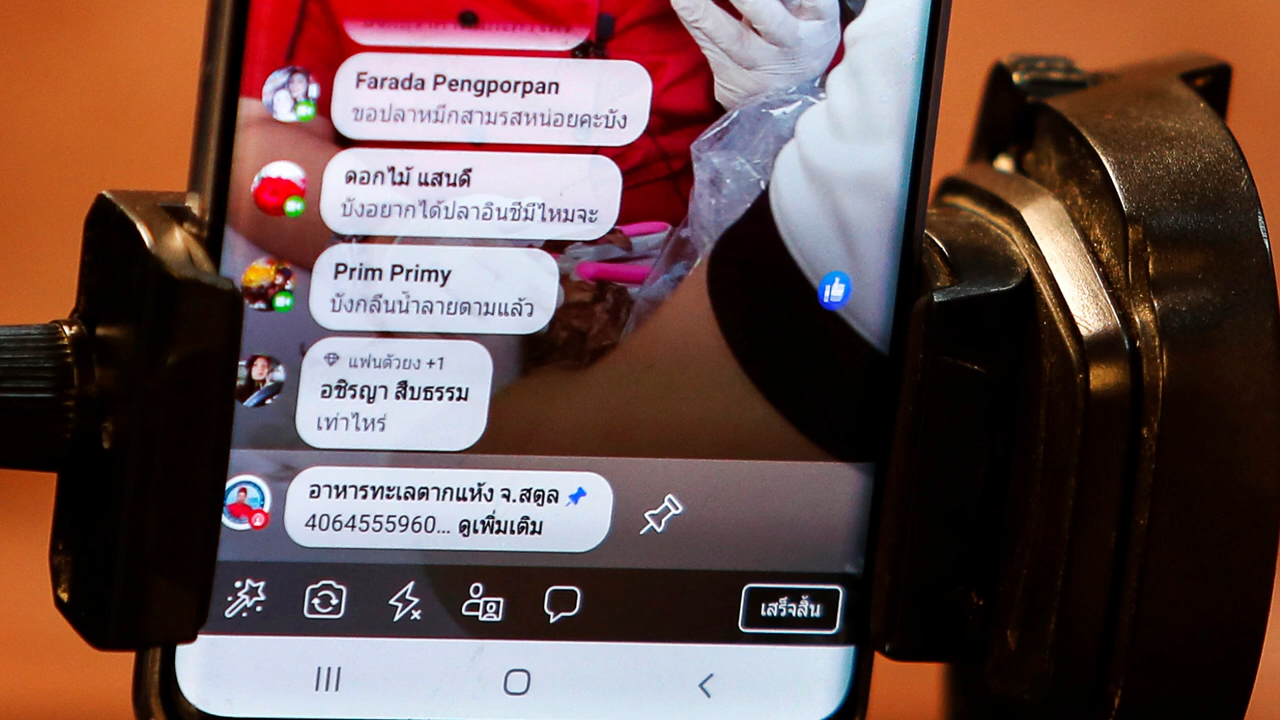 Farada Pengporpan
ขอปลาหมึกสามรสหน่อยคะบัง
ดอกไม้ แสนดี
บังอยากได้ปลาอินซีมีไหมจะ
Prim Primy
บังกลืนน้ำลายตามแล้ว
แฟนตัวยง +1
อชิรญา สืบธรรม
เท่าไหร่
อาหารทะเลตากแห้ง จ.สตูล
4064555960... ดูเพิ่มเติม
เสร็จสิ้น